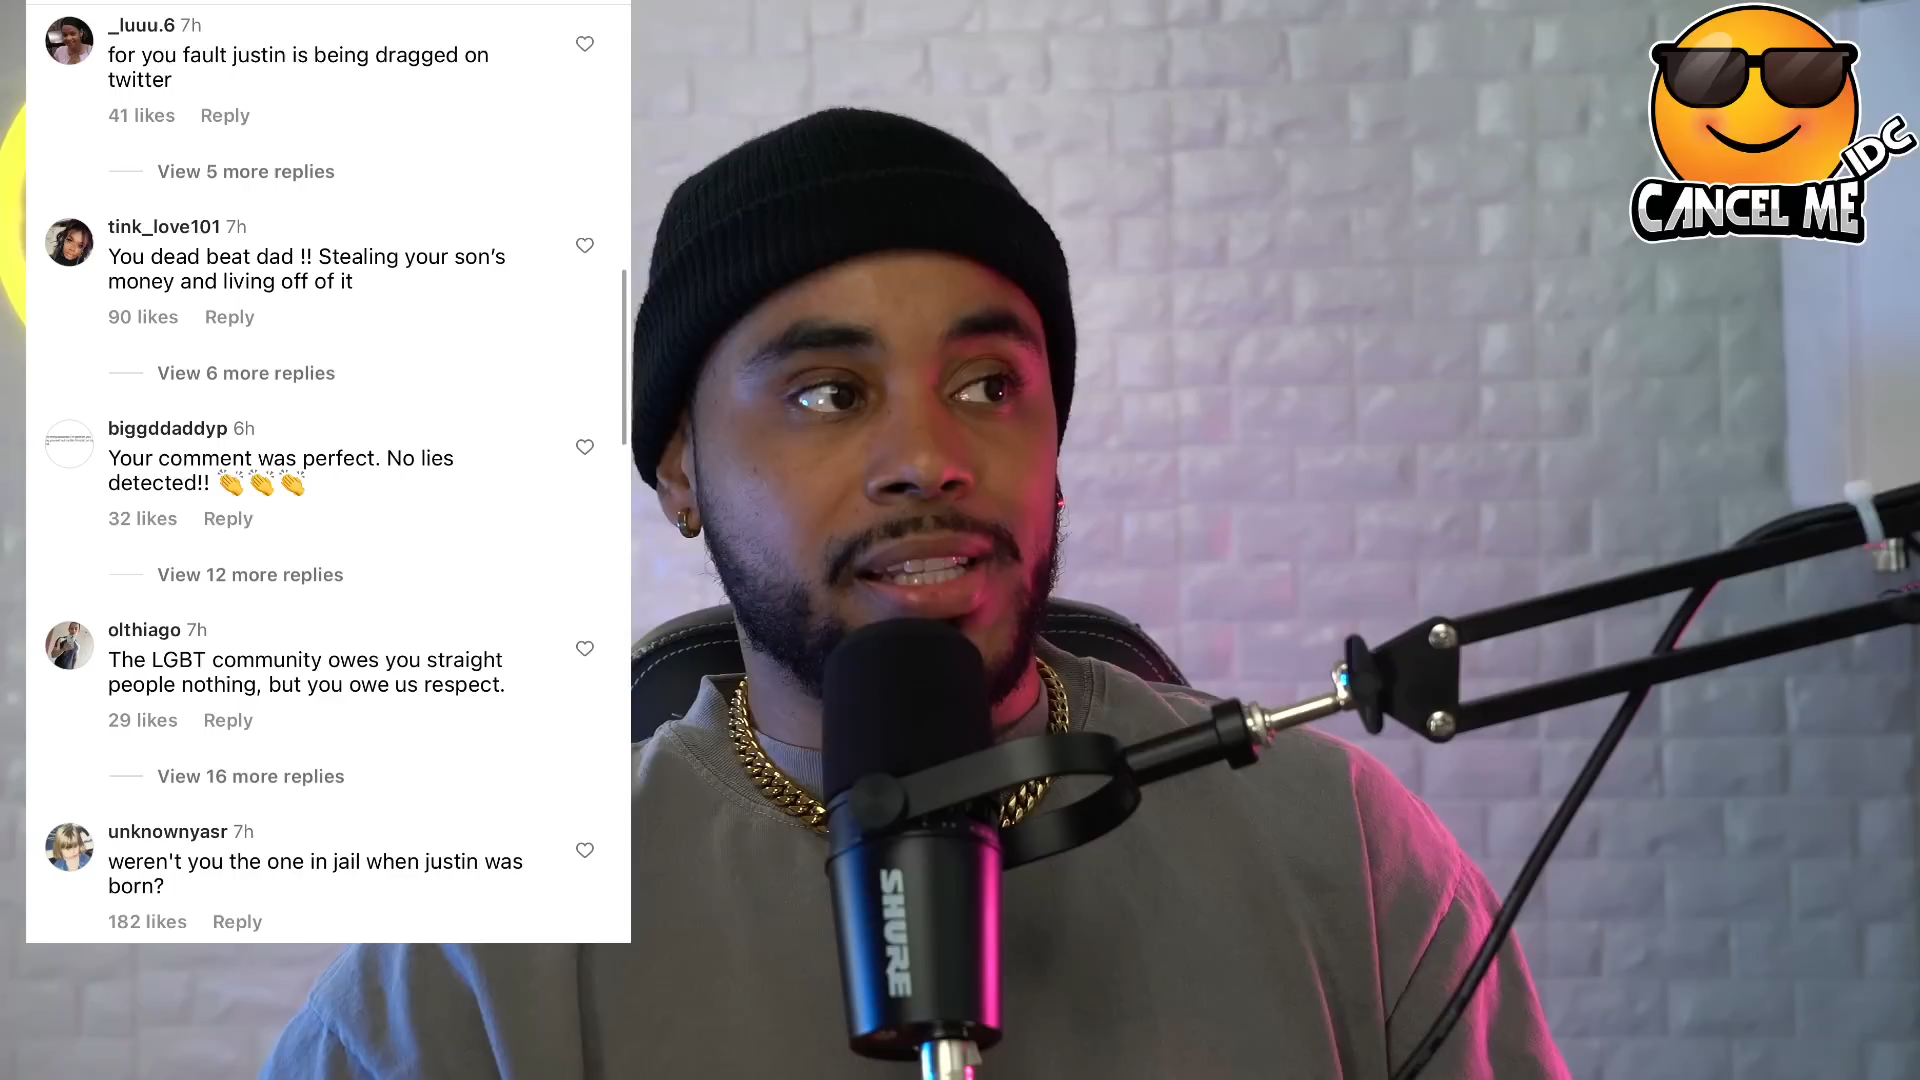 _luuu.6 7h
for you fault justin is being dragged on
twitter
41 likes Reply
View 5 more replies
tink_love101 7h
You dead beat dad !! Stealing your son’s
money and living off of it
90 likes Reply
View 6 more replies
biggddaddyp 6h
Your comment was perfect. No lies
detected!! 👏👏👏
32 likes Reply
View 12 more replies
olthiago 7h
The LGBT community owes you straight
people nothing, but you owe us respect.
29 likes Reply
View 16 more replies
unknownyasr 7h
weren't you the one in jail when justin was
born?
182 likes Reply
CANCEL ME
IDC
SHURE